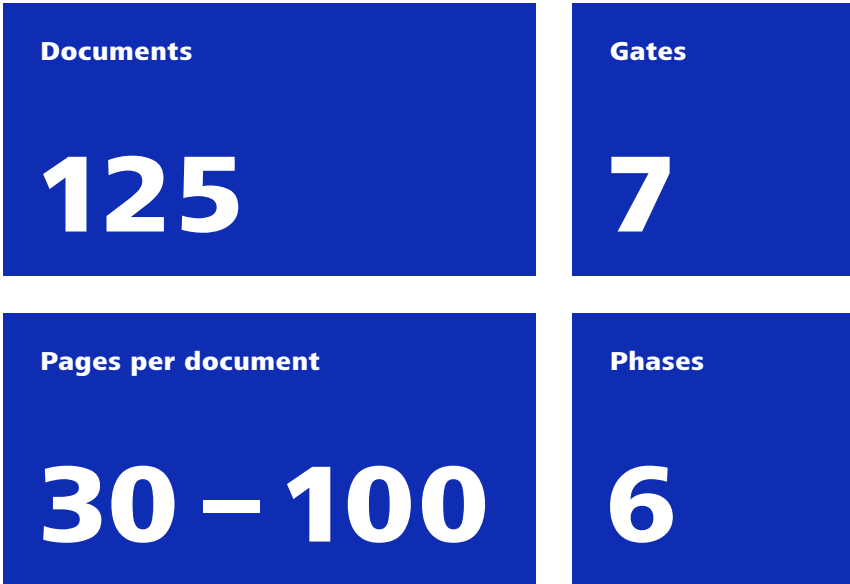 Documents
125
Gates
7
Pages per document
30 – 100
Phases
6